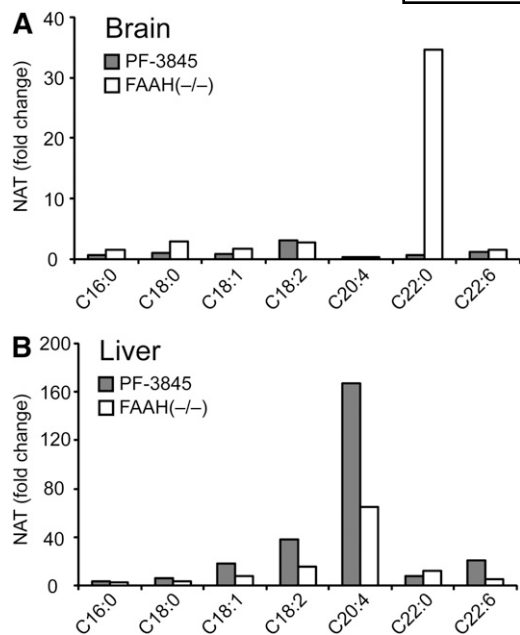 A
Brain
PF-3845
FAAH(–/–)
NAT (fold change)
40
30
20
10
0
C16:0
C18:0
C18:1
C18:2
C20:4
C22:0
C22:6
B
Liver
PF-3845
FAAH(–/–)
NAT (fold change)
200
160
120
80
40
0
C16:0
C18:0
C18:1
C18:2
C20:4
C22:0
C22:6